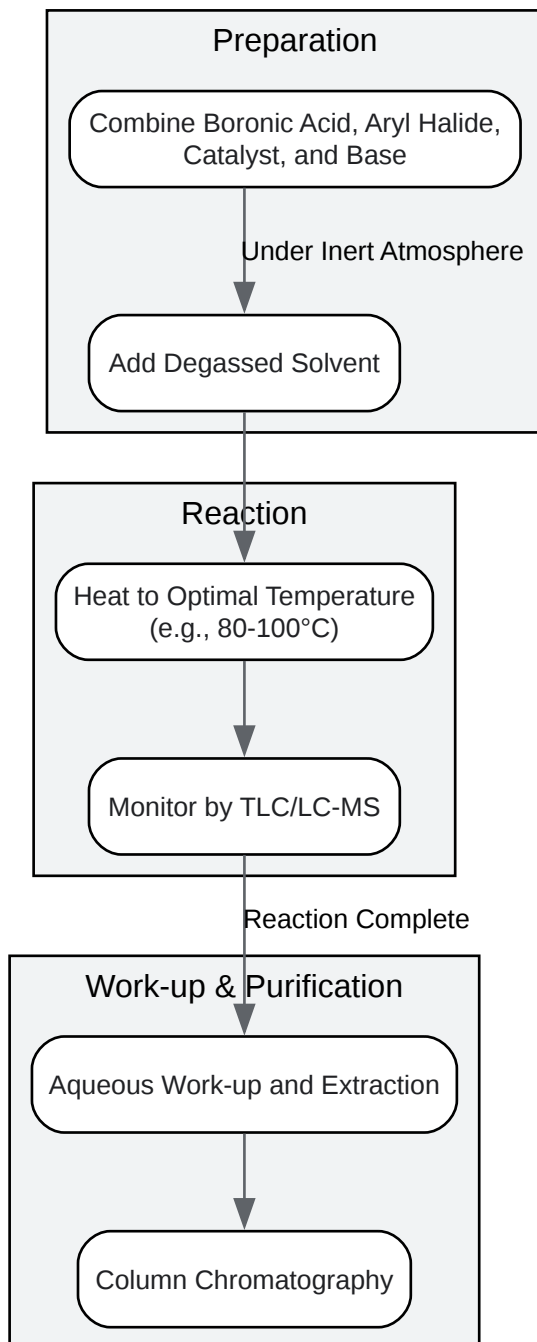 Preparation
Combine Boronic Acid, Aryl Halide,
Catalyst, and Base
Under Inert Atmosphere
Add Degassed Solvent
Reaction
Heat to Optimal Temperature
(e.g., 80-100°C)
Monitor by TLC/LC-MS
Reaction Complete
Work-up & Purification
Aqueous Work-up and Extraction
Column Chromatography